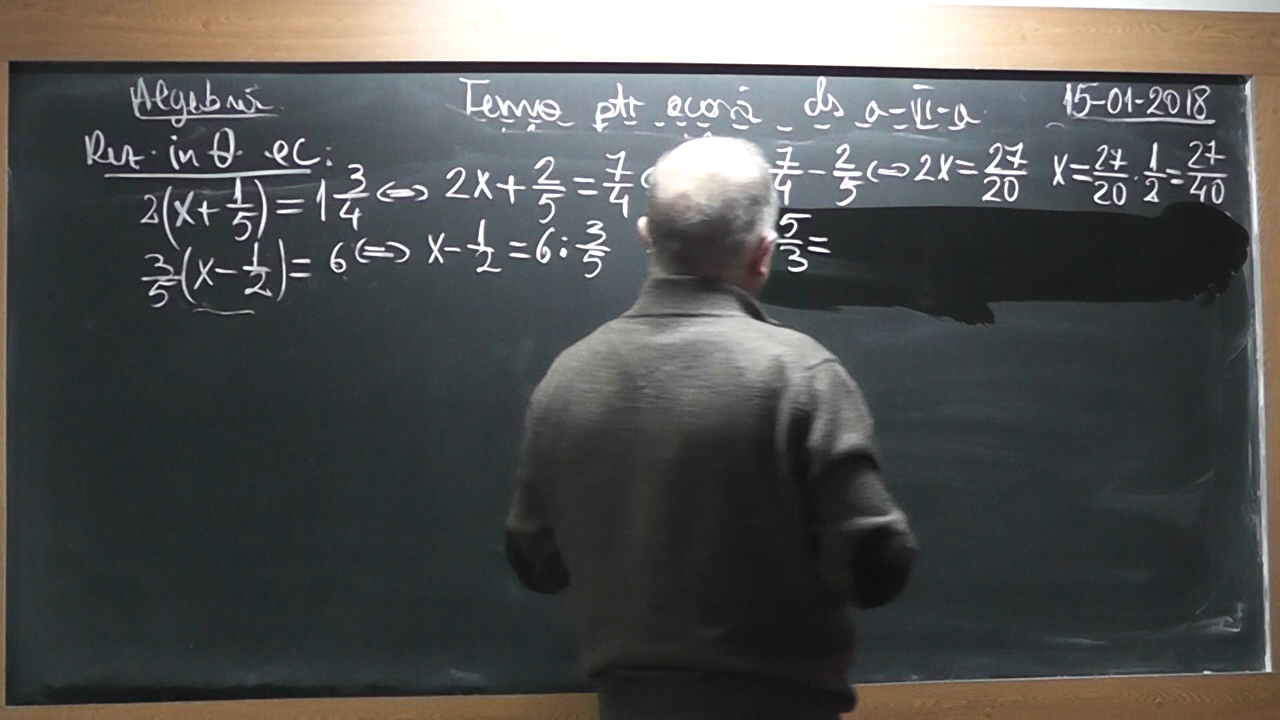 Algebră Temă ptr acasă cls a-VI-a 15-01-2018
Rez. in Q ec:
2(x+1/5)=1 3/4 <=> 2x+2/5=7/4 7/4-2/5 <=> 2x=27/20 x=27/20·1/2=27/40
3/5(x-1/2)=6 <=> x-1/2=6:3/5 5/3=